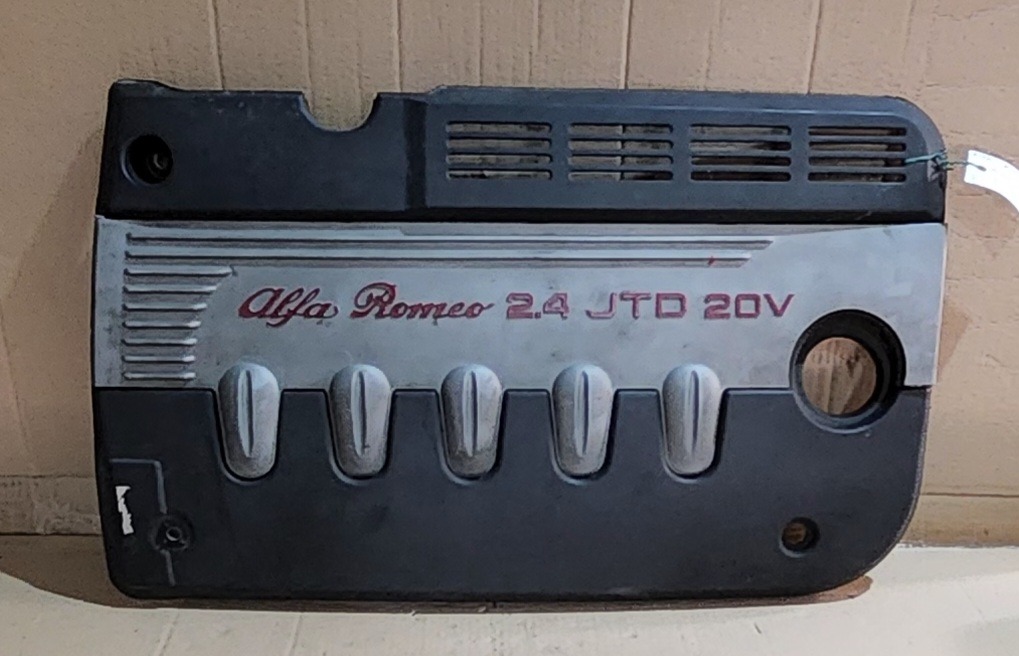 Alfa Romeo 2.4 JTD 20V